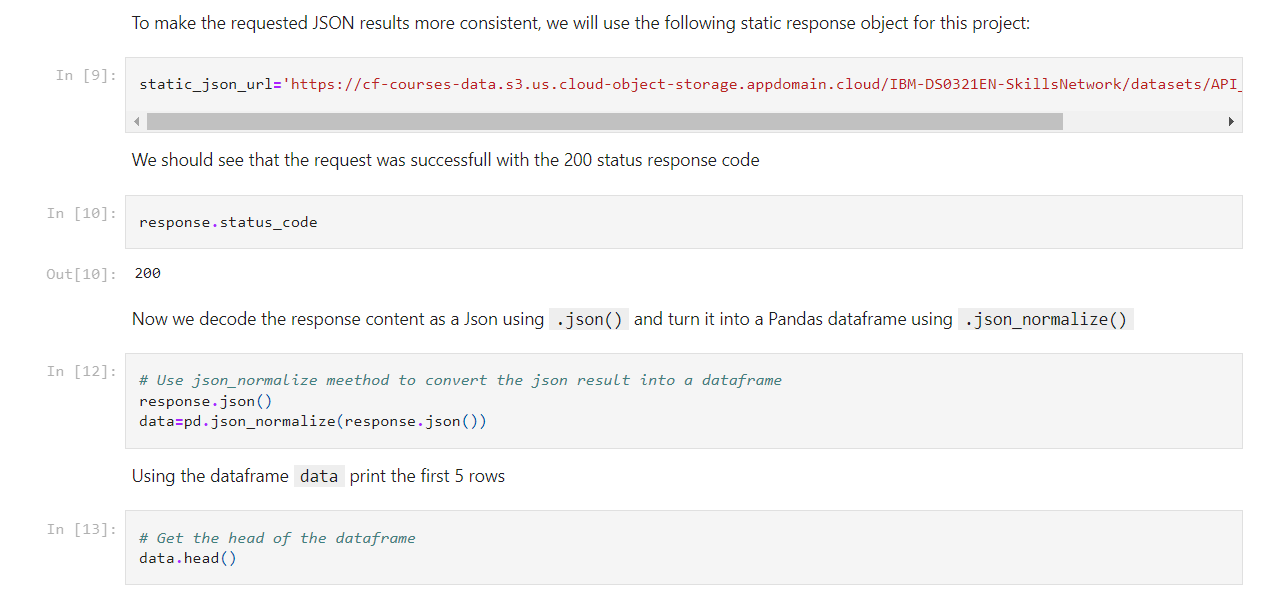 To make the requested JSON results more consistent, we will use the following static response object for this project:
In [9]:
static_json_url='https://cf-courses-data.s3.us.cloud-object-storage.appdomain.cloud/IBM-DS0321EN-SkillsNetwork/datasets/API_
We should see that the request was successfull with the 200 status response code
In [10]:
response.status_code
Out[10]:
200
Now we decode the response content as a Json using .json() and turn it into a Pandas dataframe using .json_normalize()
In [12]:
# Use json_normalize meethod to convert the json result into a dataframe
response.json()
data=pd.json_normalize(response.json())
Using the dataframe data print the first 5 rows
In [13]:
# Get the head of the dataframe
data.head()